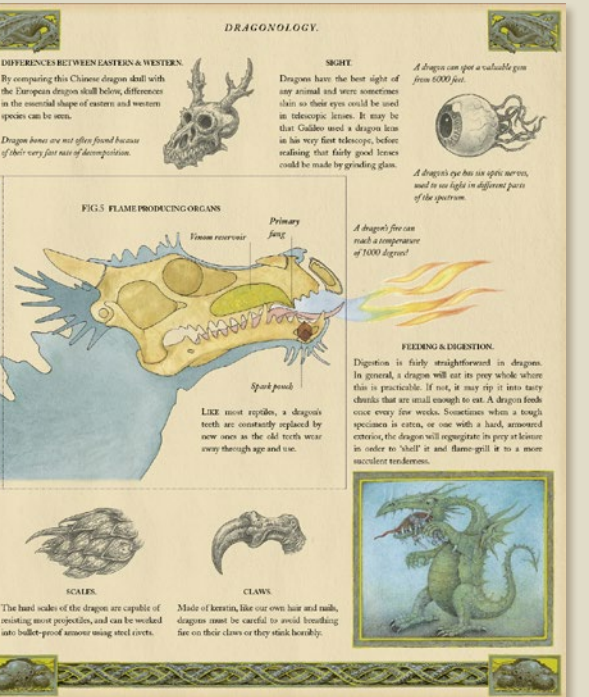 DRAGONOLOGY.
DIFFERENCES BETWEEN EASTERN & WESTERN.
By comparing this Chinese dragon skull with
the European dragon skull below, differences
in the essential shape of eastern and western
species can be seen.
Dragon bones are not often found because
of their very fast rate of decomposition.
SIGHT.
Dragons have the best sight of
any animal and were sometimes
slain so their eyes could be used
in telescopic lenses. It may be
that Galileo used a dragon lens
in his very first telescope, before
realising that fairly good lenses
could be made by grinding glass.
A dragon can spot a valuable gem
from 6000 feet.
A dragon's eye has six optic nerves,
used to see light in different parts
of the spectrum.
FIG.5 FLAME PRODUCING ORGANS
Venom reservoir
Primary
fang
Spark pouch
A dragon's fire can
reach a temperature
of 1000 degrees!
LIKE most reptiles, a dragon's
teeth are constantly replaced by
new ones as the old teeth wear
away through age and use.
FEEDING & DIGESTION.
Digestion is fairly straightforward in dragons.
In general, a dragon will eat its prey whole where
this is practicable. If not, it may rip it into tasty
chunks that are small enough to eat. A dragon feeds
once every few weeks. Sometimes when a tough
specimen is eaten, or one with a hard, armoured
exterior, the dragon will regurgitate its prey at leisure
in order to 'shell' it and flame-grill it to a more
succulent tenderness.
SCALES.
The hard scales of the dragon are capable of
resisting most projectiles, and can be worked
into bullet-proof armour using steel rivets.
CLAWS.
Made of keratin, like our own hair and nails,
dragons must be careful to avoid breathing
fire on their claws or they stink horribly.